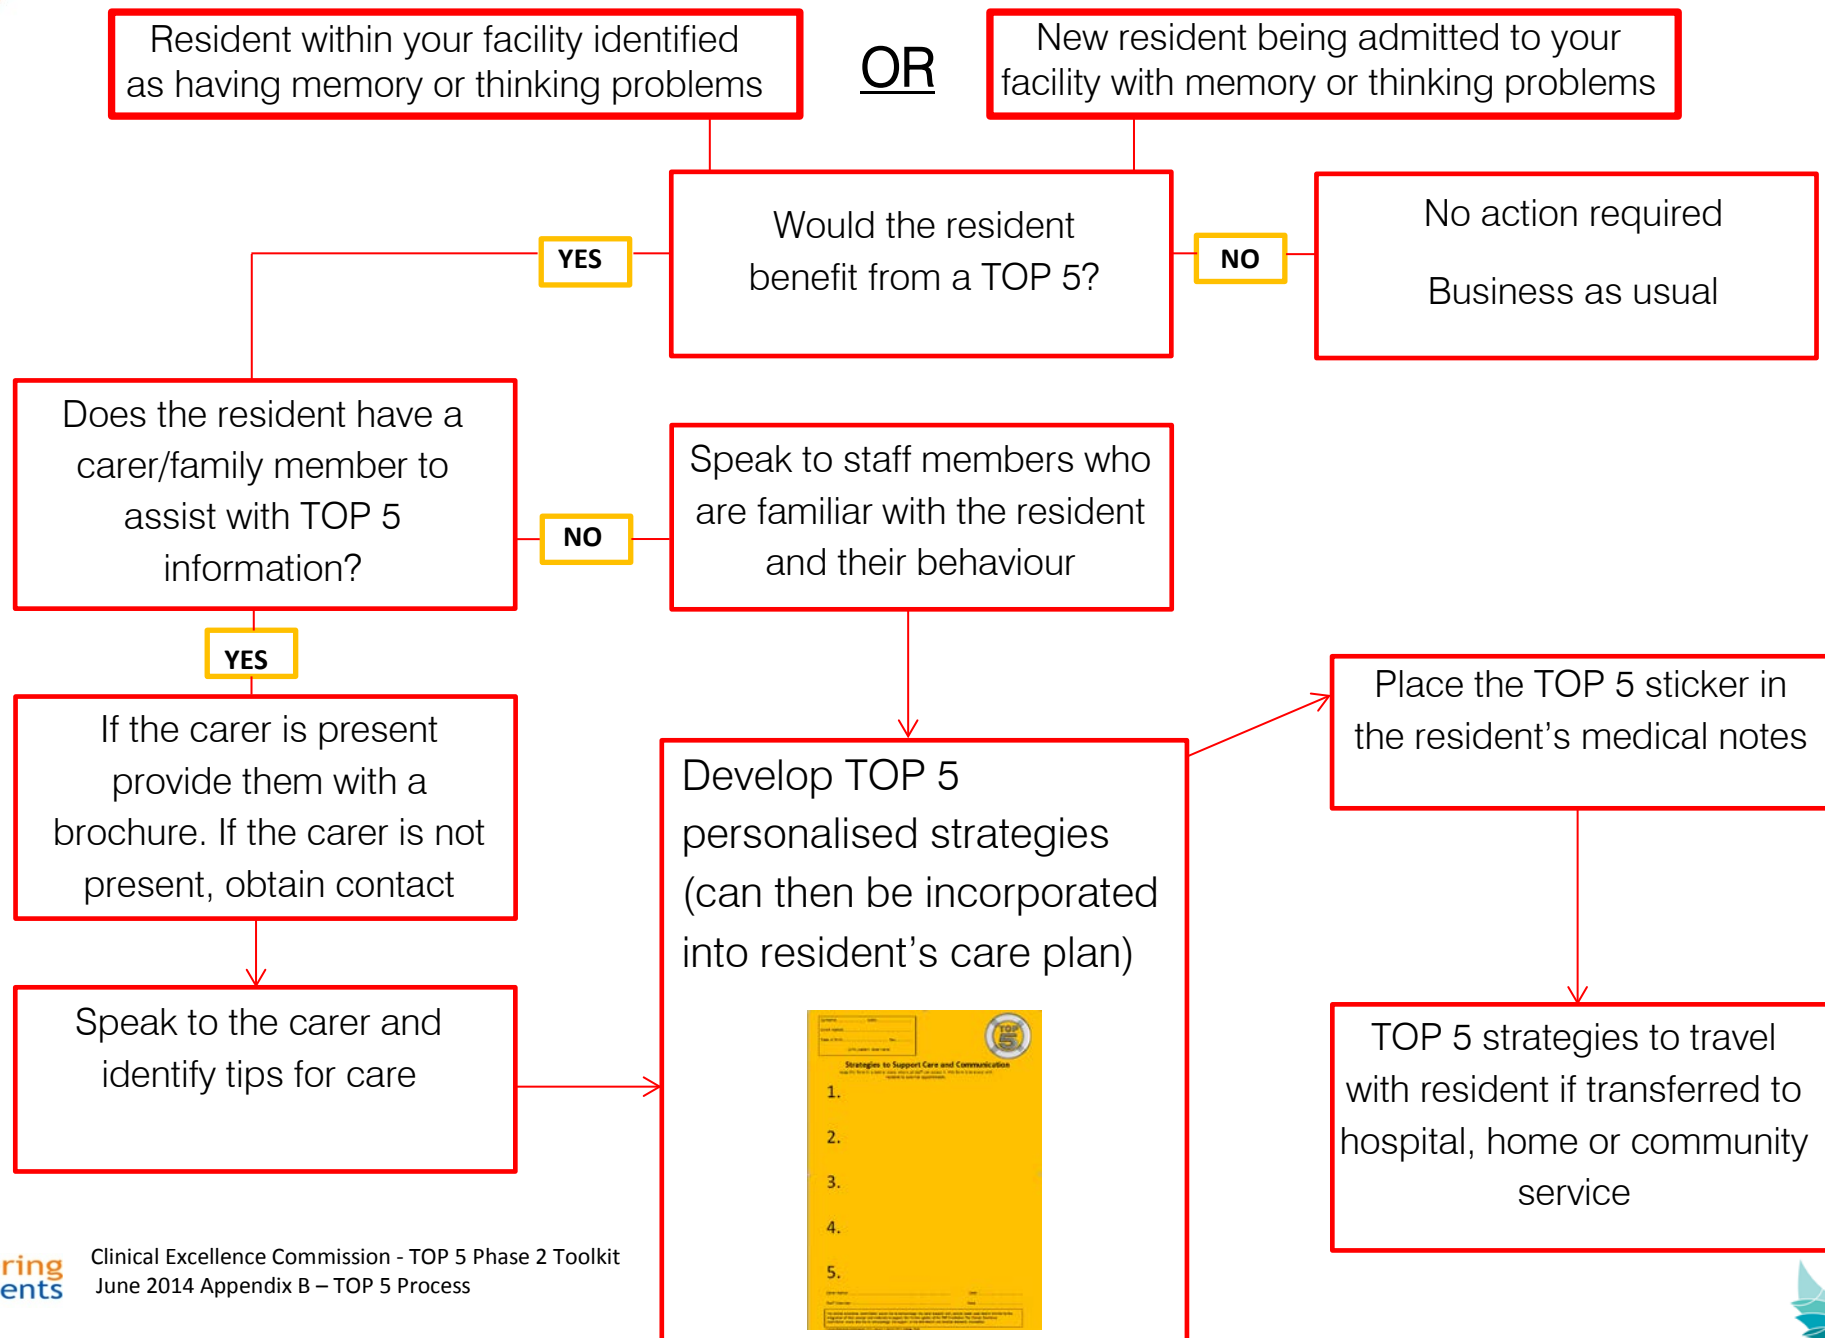 Resident within your facility identified
as having memory or thinking problems
OR
New resident being admitted to your
facility with memory or thinking problems
Would the resident
benefit from a TOP 5?
YES
NO
No action required
Business as usual
Does the resident have a
carer/family member to
assist with TOP 5
information?
NO
Speak to staff members who
are familiar with the resident
and their behaviour
YES
If the carer is present
provide them with a
brochure. If the carer is not
present, obtain contact
Speak to the carer and
identify tips for care
Develop TOP 5
personalised strategies
(can then be incorporated
into resident’s care plan)
TOP
5
Strategies to Support Care and Communication
1.
2.
3.
4.
5.
Place the TOP 5 sticker in
the resident’s medical notes
TOP 5 strategies to travel
with resident if transferred to
hospital, home or community
service
ring
ents
Clinical Excellence Commission - TOP 5 Phase 2 Toolkit
June 2014 Appendix B – TOP 5 Process